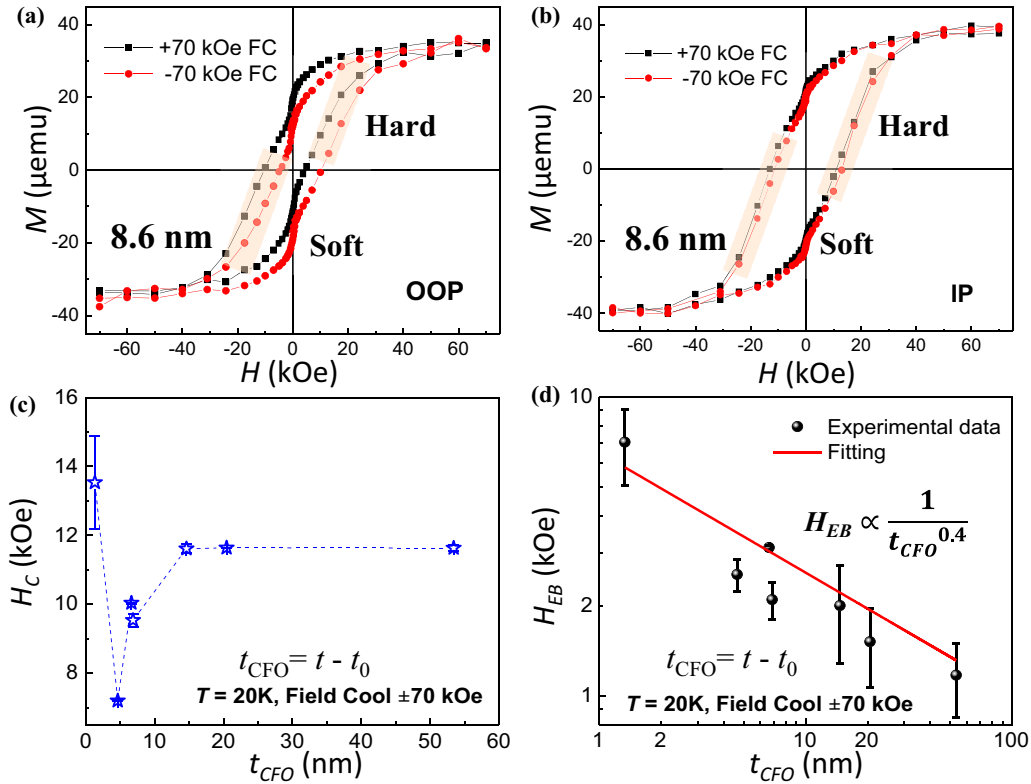 (a)
+70 kOe FC
-70 kOe FC
Hard
8.6 nm
Soft
OOP
M (μemu)
40
20
0
-20
-40
-60 -40 -20 0 20 40 60
H (kOe)
(b)
+70 kOe FC
-70 kOe FC
Hard
8.6 nm
Soft
IP
M (μemu)
40
20
0
-20
-40
-60 -40 -20 0 20 40 60
H (kOe)
(c)
H_C (kOe)
16
14
12
10
8
t_CFO = t - t_0
T = 20K, Field Cool ±70 kOe
0 10 20 30 40 50 60
t_CFO (nm)
(d)
Experimental data
Fitting
H_EB ∝ 1/t_CFO^0.4
H_EB (kOe)
10
2
1
t_CFO = t - t_0
T = 20K, Field Cool ±70 kOe
1 2 10 20 100
t_CFO (nm)